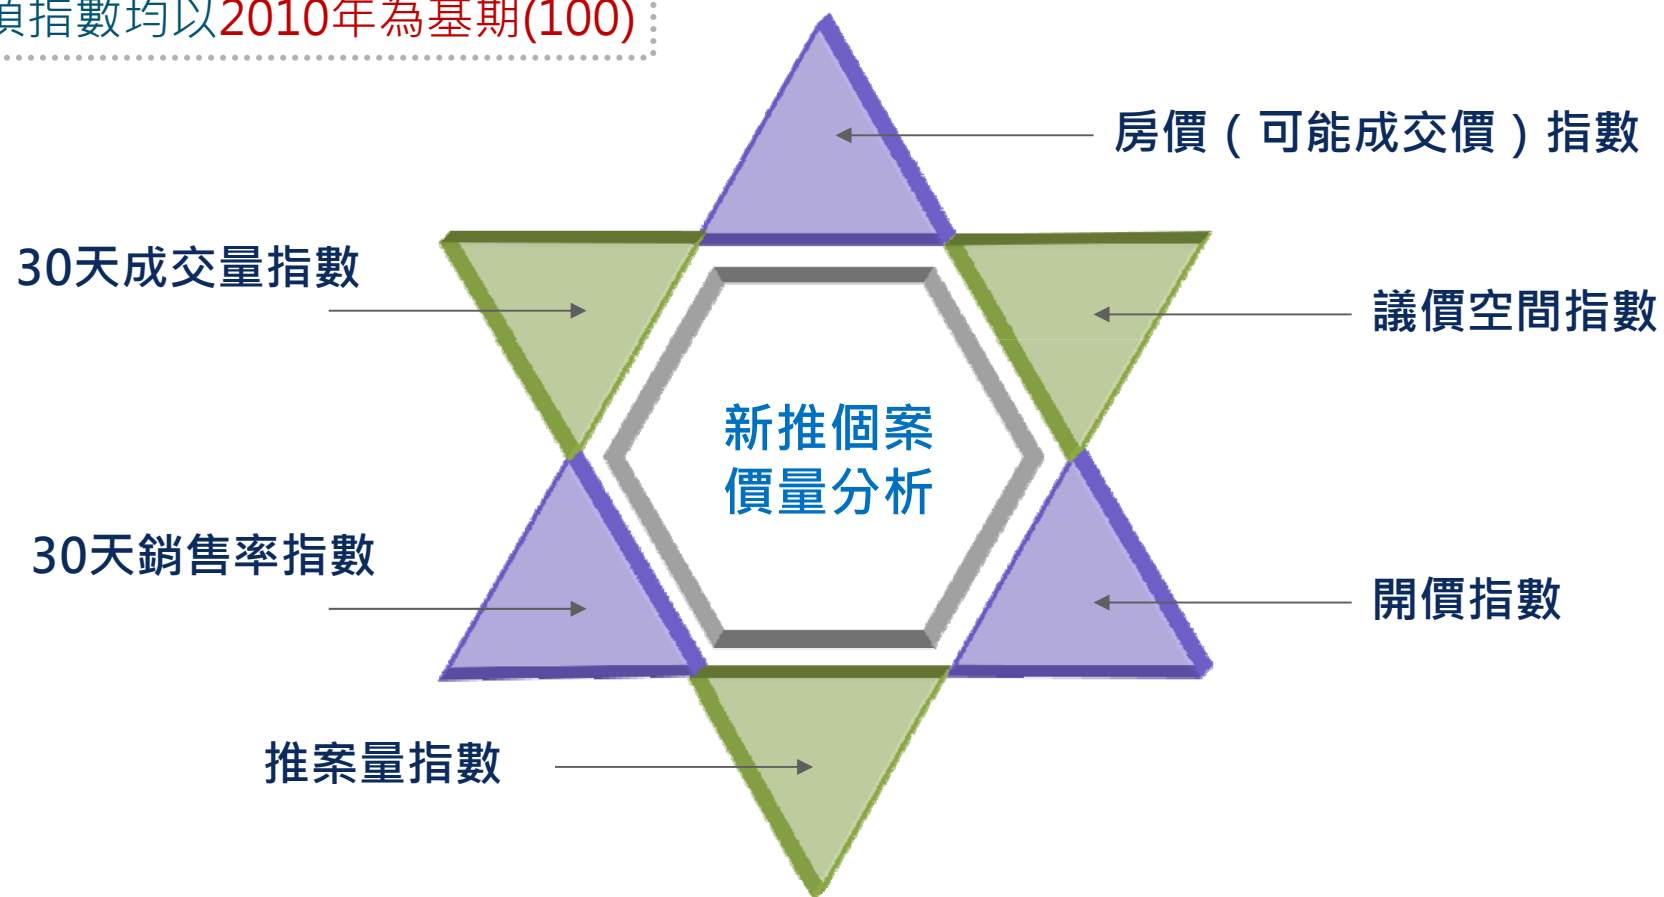 項指數均以2010年為基期(100)
房價（可能成交價）指數
30天成交量指數
議價空間指數
新推個案
價量分析
30天銷售率指數
開價指數
推案量指數